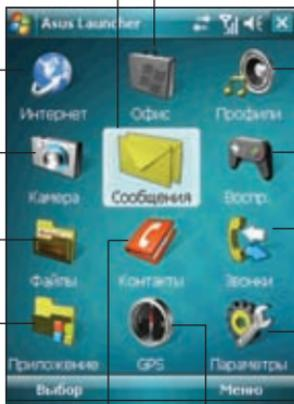 Asus Launcher
Интернет Офис Профили
Камера Сообщения Воспр.
Файлы Контакты Звонки
Приложение GPS Параметры
Выбор Меню